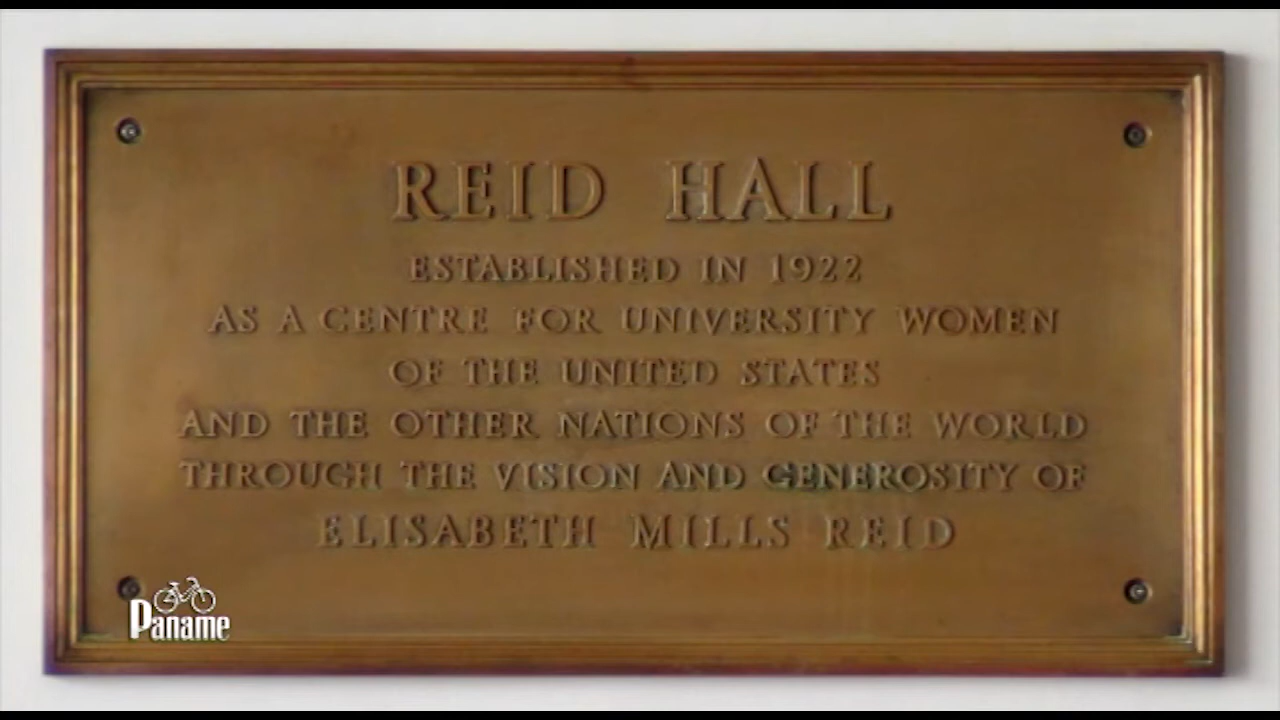 REID HALL
ESTABLISHED IN 1922
AS A CENTRE FOR UNIVERSITY WOMEN
OF THE UNITED STATES
AND THE OTHER NATIONS OF THE WORLD
THROUGH THE VISION AND GENEROSITY OF
ELISABETH MILLS REID
Paname